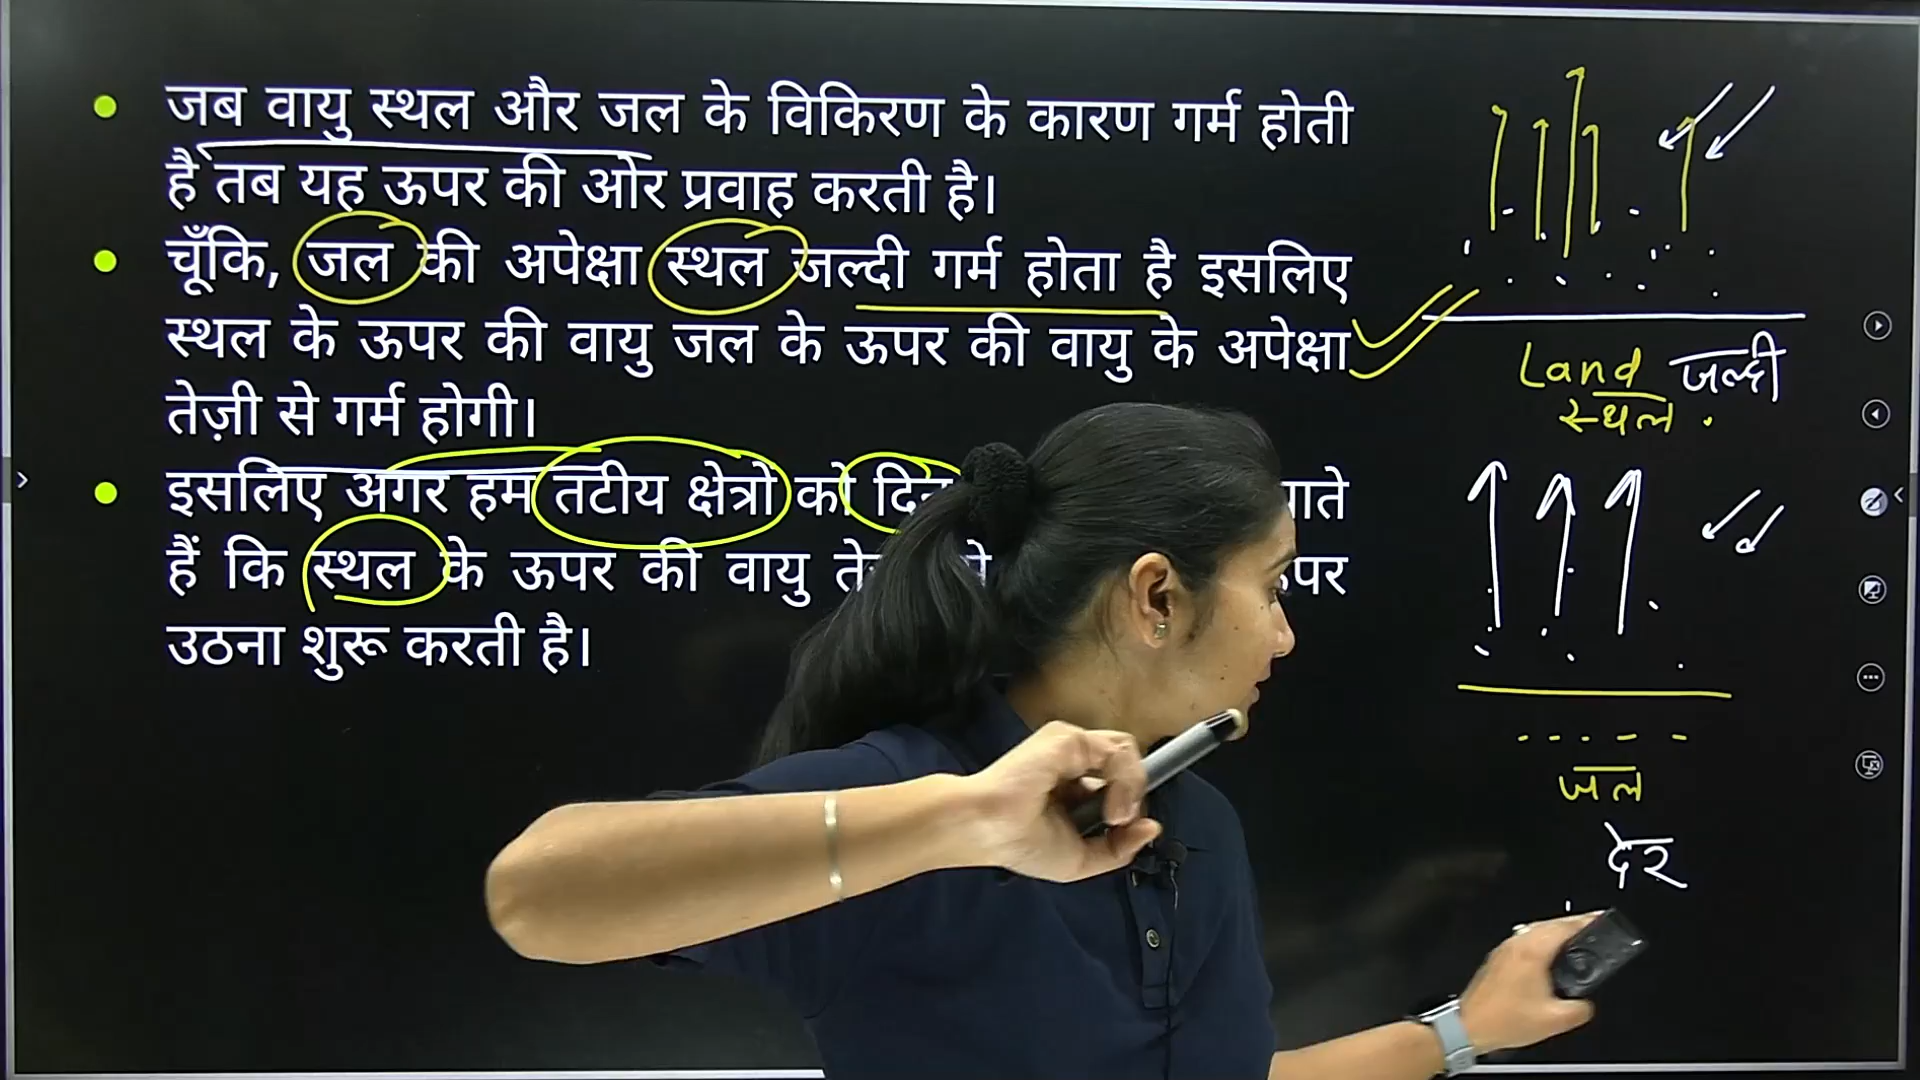 जब वायु स्थल और जल के विकिरण के कारण गर्म होती
है तब यह ऊपर की ओर प्रवाह करती है।
चूँकि, जल की अपेक्षा स्थल जल्दी गर्म होता है इसलिए
स्थल के ऊपर की वायु जल के ऊपर की वायु के अपेक्षा
तेज़ी से गर्म होगी।
इसलिए अगर हम तटीय क्षेत्रों को
हैं कि स्थल के ऊपर की वायु
उठना शुरू करती है।
Land जल्दी
स्थल
जल
देर